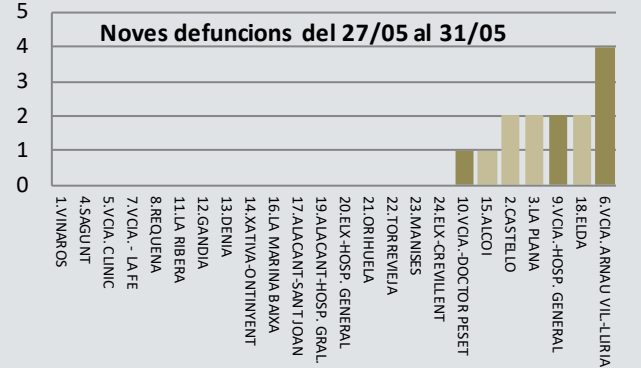 Noves defuncions del 27/05 al 31/05
5
4
3
2
1
0
1.VINAROS
4.SAGUNT
5.VCIA. CLINIC
7.VCIA.- LA FE
8.REQUENA
11.LA RIBERA
12.GANDIA
13.DENIA
14.XATIVA-ONTINYENT
16.LA MARINA BAIXA
17.ALACANT-SANT JOAN
19.ALACANT-HOSP. GRAL.
20.ELX-HOSP. GENERAL
21.ORIHUELA
22.TORREVIEJA
23.MANISES
24.ELX-CREVILLENT
10.VCIA.-DOCTOR PESET
15.ALCOI
2.CASTELLO
3.LA PLANA
9.VCIA.-HOSP. GENERAL
18.ELDA
6.VCIA. ARNAU VIL.-LLIRIA